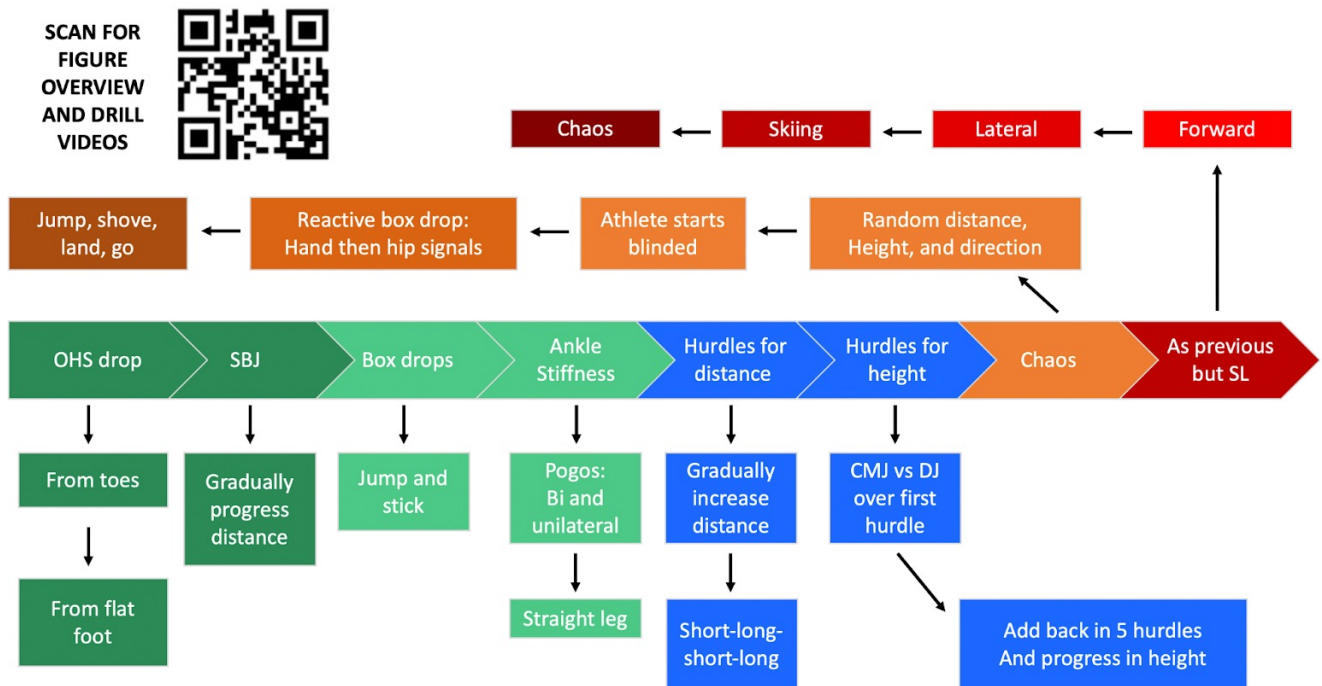 SCAN FOR
FIGURE
OVERVIEW
AND DRILL
VIDEOS
Chaos
Skiing
Lateral
Forward
Jump, shove,
land, go
Reactive box drop:
Hand then hip signals
Athlete starts
blinded
Random distance,
Height, and direction
OHS drop
SBJ
Box drops
Ankle
Stiffness
Hurdles for
distance
Hurdles for
height
Chaos
As previous
but SL
From toes
From flat
foot
Gradually
progress
distance
Jump and
stick
Pogos:
Bi and
unilateral
Straight leg
Gradually
increase
distance
Short-long-
short-long
CMJ vs DJ
over first
hurdle
Add back in 5 hurdles
And progress in height